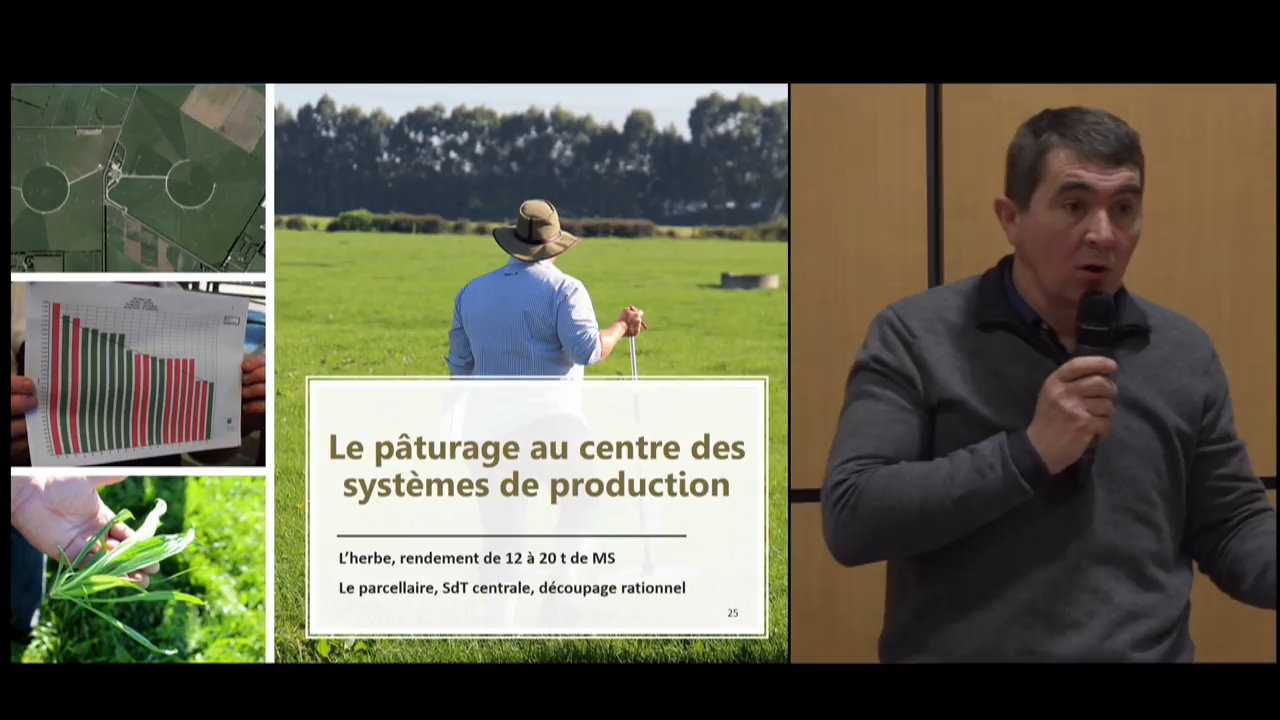 Le pâturage au centre des
systèmes de production
L’herbe, rendement de 12 à 20 t de MS
Le parcellaire, SdT centrale, découpage rationnel
25